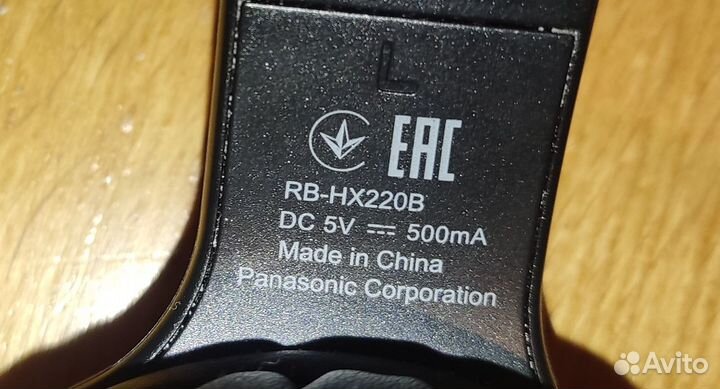 L
EAC
RB-HX220B
DC 5V ⎓ 500mA
Made in China
Panasonic Corporation
Avito